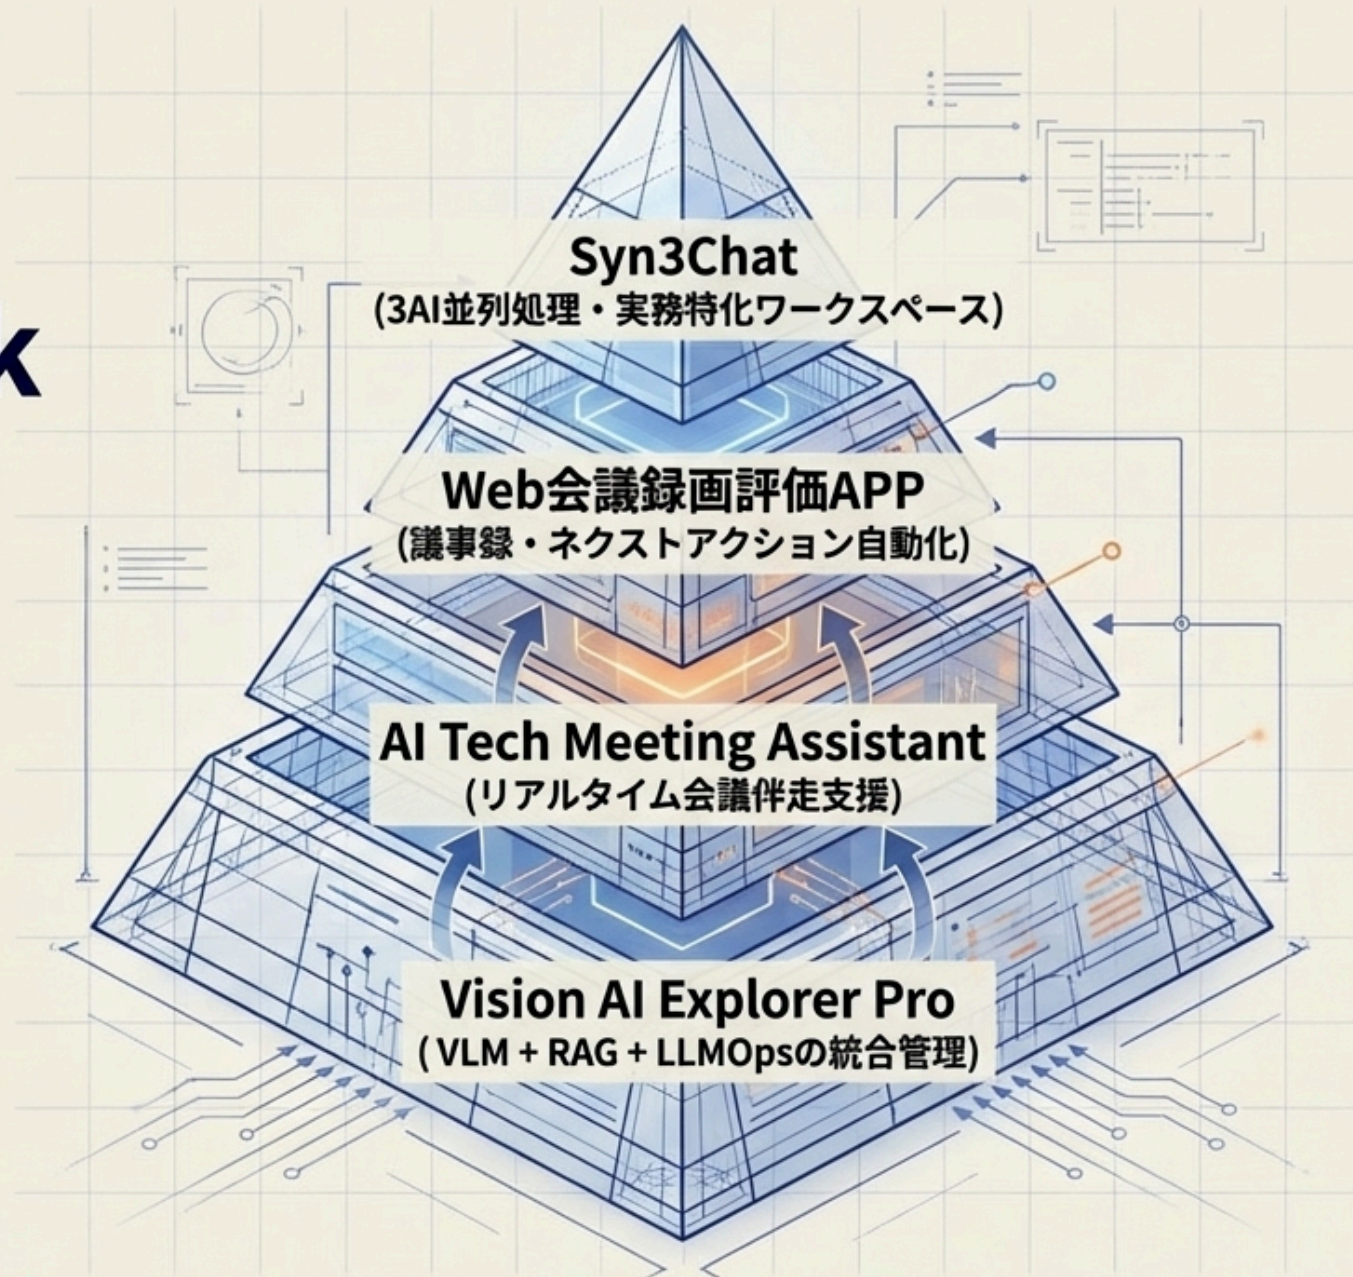 k
Syn3Chat
(3AI並列処理・実務特化ワークスペース)
Web会議録画評価APP
(議事録・ネクストアクション自動化)
AI Tech Meeting Assistant
(リアルタイム会議伴走支援)
Vision AI Explorer Pro
( VLM + RAG + LLMOpsの統合管理)